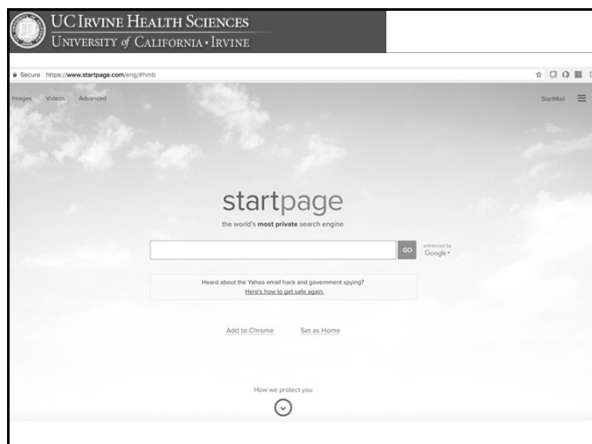 UC IRVINE HEALTH SCIENCES
UNIVERSITY of CALIFORNIA • IRVINE
Secure https://www.startpage.com/eng/#hmb
Images Videos Advanced StartMail
startpage
the world's most private search engine
GO
enhanced by
Google
Heard about the Yahoo email hack and government spying?
Here's how to get safe again.
Add to Chrome Set as Home
How we protect you